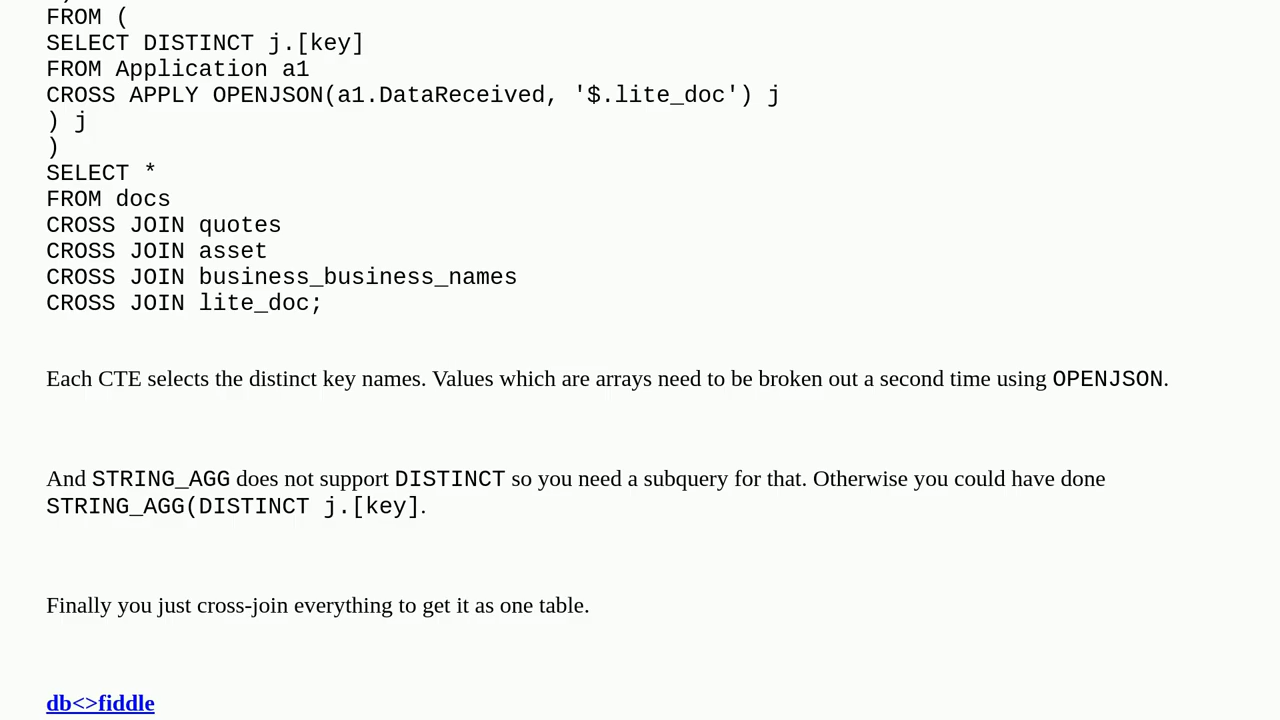 FROM (
SELECT DISTINCT j.[key]
FROM Application a1
CROSS APPLY OPENJSON(a1.DataReceived, '$.lite_doc') j
) j
)
SELECT *
FROM docs
CROSS JOIN quotes
CROSS JOIN asset
CROSS JOIN business_business_names
CROSS JOIN lite_doc;
Each CTE selects the distinct key names. Values which are arrays need to be broken out a second time using OPENJSON.
And STRING_AGG does not support DISTINCT so you need a subquery for that. Otherwise you could have done
STRING_AGG(DISTINCT j.[key].
Finally you just cross-join everything to get it as one table.
db<>fiddle